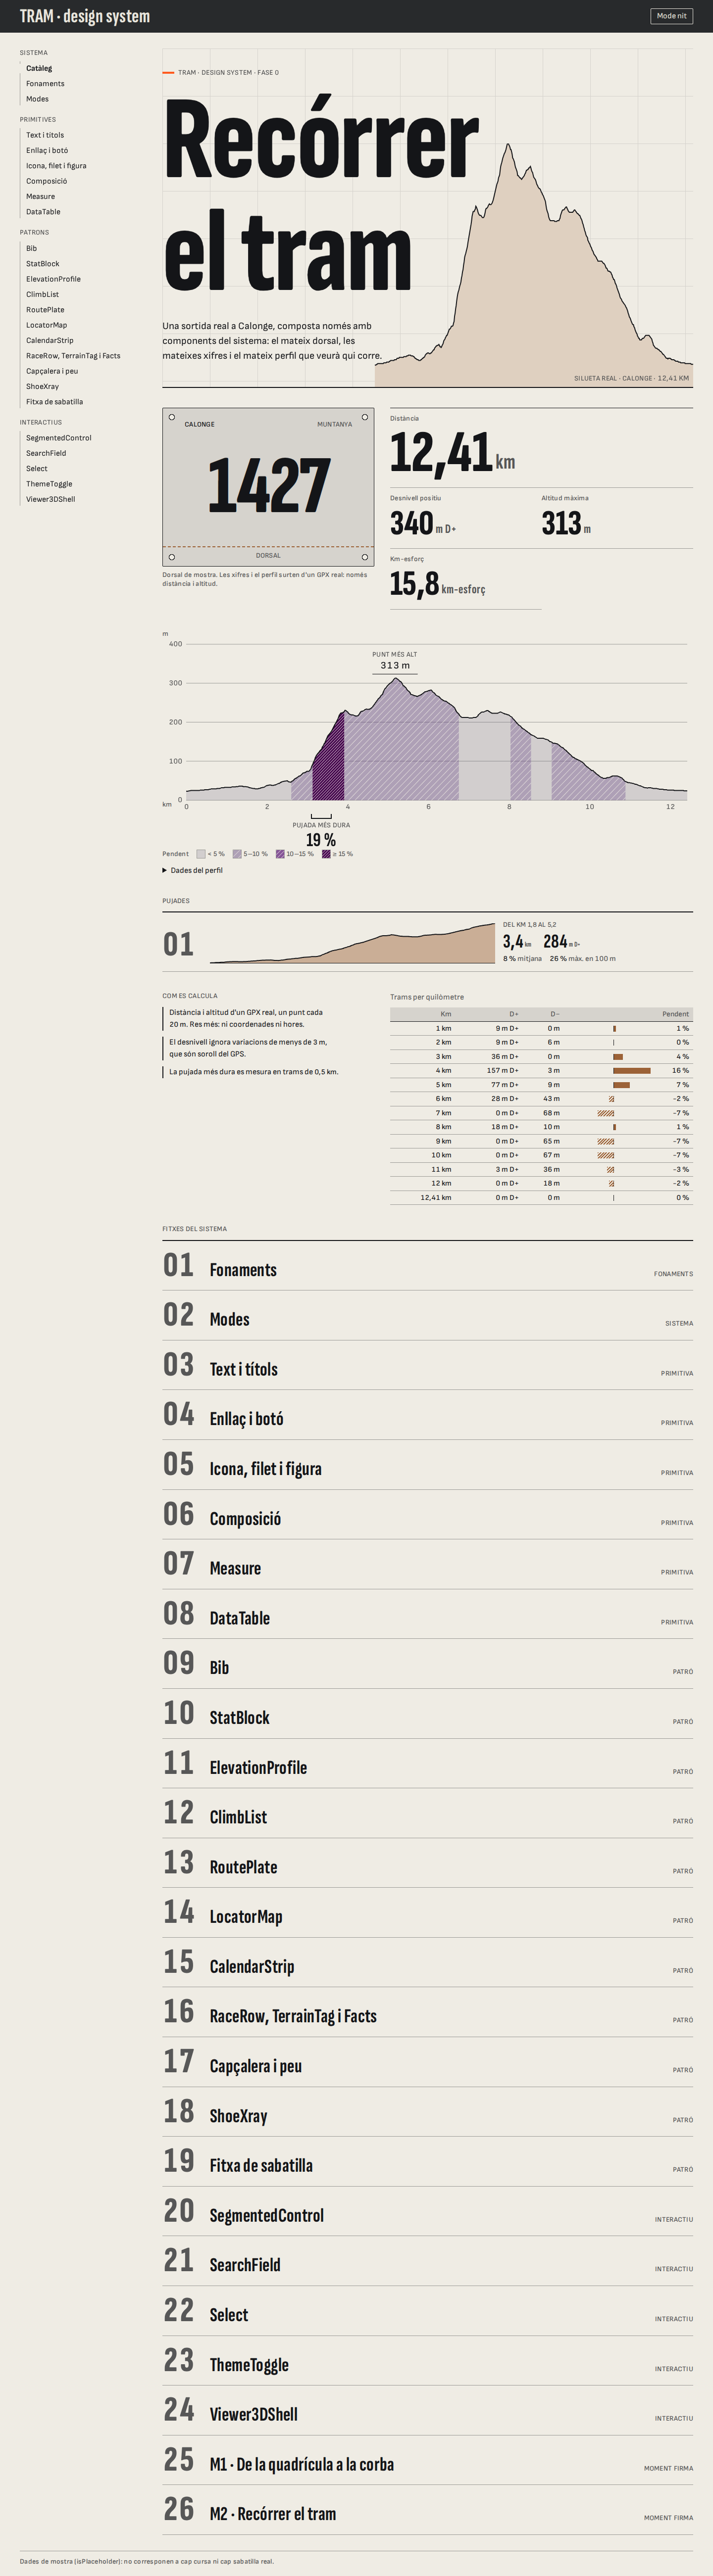 TRAM · design system
Mode nit
SISTEMA
Catàleg
Fonaments
Modes
PRIMITIVES
Text i títols
Enllaç i botó
Icona, filet i figura
Composició
Measure
DataTable
PATRONS
Bib
StatBlock
ElevationProfile
ClimbList
RoutePlate
LocatorMap
CalendarStrip
RaceRow, TerrainTag i Facts
Capçalera i peu
ShoeXray
Fitxa de sabatilla
INTERACTIUS
SegmentedControl
SearchField
Select
ThemeToggle
Viewer3DShell
TRAM · DESIGN SYSTEM · FASE 0
Recórrer
el tram
Una sortida real a Calonge, composta només amb
components del sistema: el mateix dorsal, les
mateixes xifres i el mateix perfil que veurà qui corre.
SILUETA REAL · CALONGE · 12,41 KM
CALONGE MUNTANYA
1427
DORSAL
Dorsal de mostra. Les xifres i el perfil surten d'un GPX real: només
distància i altitud.
Distància
12,41 km
Desnivell positiu
340 m D+
Altitud màxima
313 m
Km-esforç
15,8 km-esforç
m
400
300
200
100
0
PUNT MÉS ALT
313 m
km 0 2 4 6 8 10 12
PUJADA MÉS DURA
19 %
Pendent < 5 % 5–10 % 10–15 % ≥ 15 %
Dades del perfil
PUJADES
01
DEL KM 1,8 AL 5,2
3,4 km 284 m D+
8 % mitjana 26 % màx. en 100 m
COM ES CALCULA
Distància i altitud d'un GPX real, un punt cada
20 m. Res més: ni coordenades ni hores.
El desnivell ignora variacions de menys de 3 m,
que són soroll del GPS.
La pujada més dura es mesura en trams de 0,5 km.
Trams per quilòmetre
Km D+ D− Pendent
1 km 9 m D+ 0 m 1 %
2 km 9 m D+ 6 m 0 %
3 km 36 m D+ 0 m 4 %
4 km 157 m D+ 3 m 16 %
5 km 77 m D+ 9 m 7 %
6 km 28 m D+ 43 m −2 %
7 km 0 m D+ 68 m −7 %
8 km 18 m D+ 10 m 1 %
9 km 0 m D+ 65 m −7 %
10 km 0 m D+ 67 m −7 %
11 km 3 m D+ 36 m −3 %
12 km 0 m D+ 18 m −2 %
12,41 km 0 m D+ 0 m 0 %
FITXES DEL SISTEMA
01 Fonaments FONAMENTS
02 Modes SISTEMA
03 Text i títols PRIMITIVA
04 Enllaç i botó PRIMITIVA
05 Icona, filet i figura PRIMITIVA
06 Composició PRIMITIVA
07 Measure PRIMITIVA
08 DataTable PRIMITIVA
09 Bib PATRÓ
10 StatBlock PATRÓ
11 ElevationProfile PATRÓ
12 ClimbList PATRÓ
13 RoutePlate PATRÓ
14 LocatorMap PATRÓ
15 CalendarStrip PATRÓ
16 RaceRow, TerrainTag i Facts PATRÓ
17 Capçalera i peu PATRÓ
18 ShoeXray PATRÓ
19 Fitxa de sabatilla PATRÓ
20 SegmentedControl INTERACTIU
21 SearchField INTERACTIU
22 Select INTERACTIU
23 ThemeToggle INTERACTIU
24 Viewer3DShell INTERACTIU
25 M1 · De la quadrícula a la corba MOMENT FIRMA
26 M2 · Recórrer el tram MOMENT FIRMA
Dades de mostra (isPlaceholder): no corresponen a cap cursa ni cap sabatilla real.